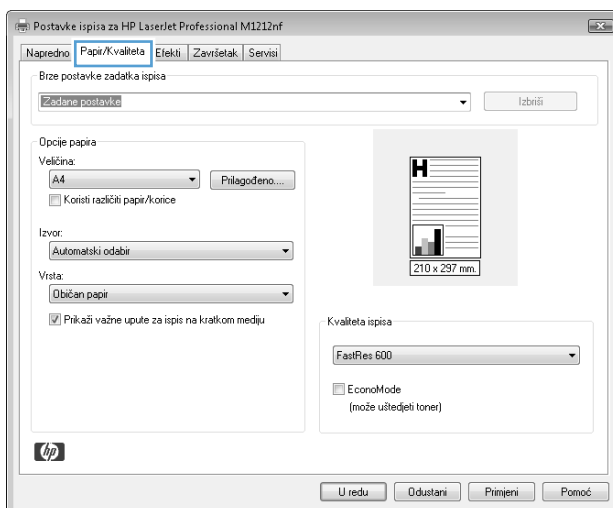 Postavke ispisa za HP LaserJet Professional M1212nf
Napredno Papir/Kvaliteta Efekti Završetak Servisi
Brze postavke zadatka ispisa
Zadane postavke
Izbriši
Opcije papira
Veličina:
A4
Prilagođeno....
Koristi različiti papir/korice
Izvor:
Automatski odabir
Vrsta:
Običan papir
Prikaži važne upute za ispis na kratkom mediju
H
210 x 297 mm.
Kvaliteta ispisa
FastRes 600
EconoMode
(može uštedjeti toner)
hp
U redu Odustani Primjeni Pomoć